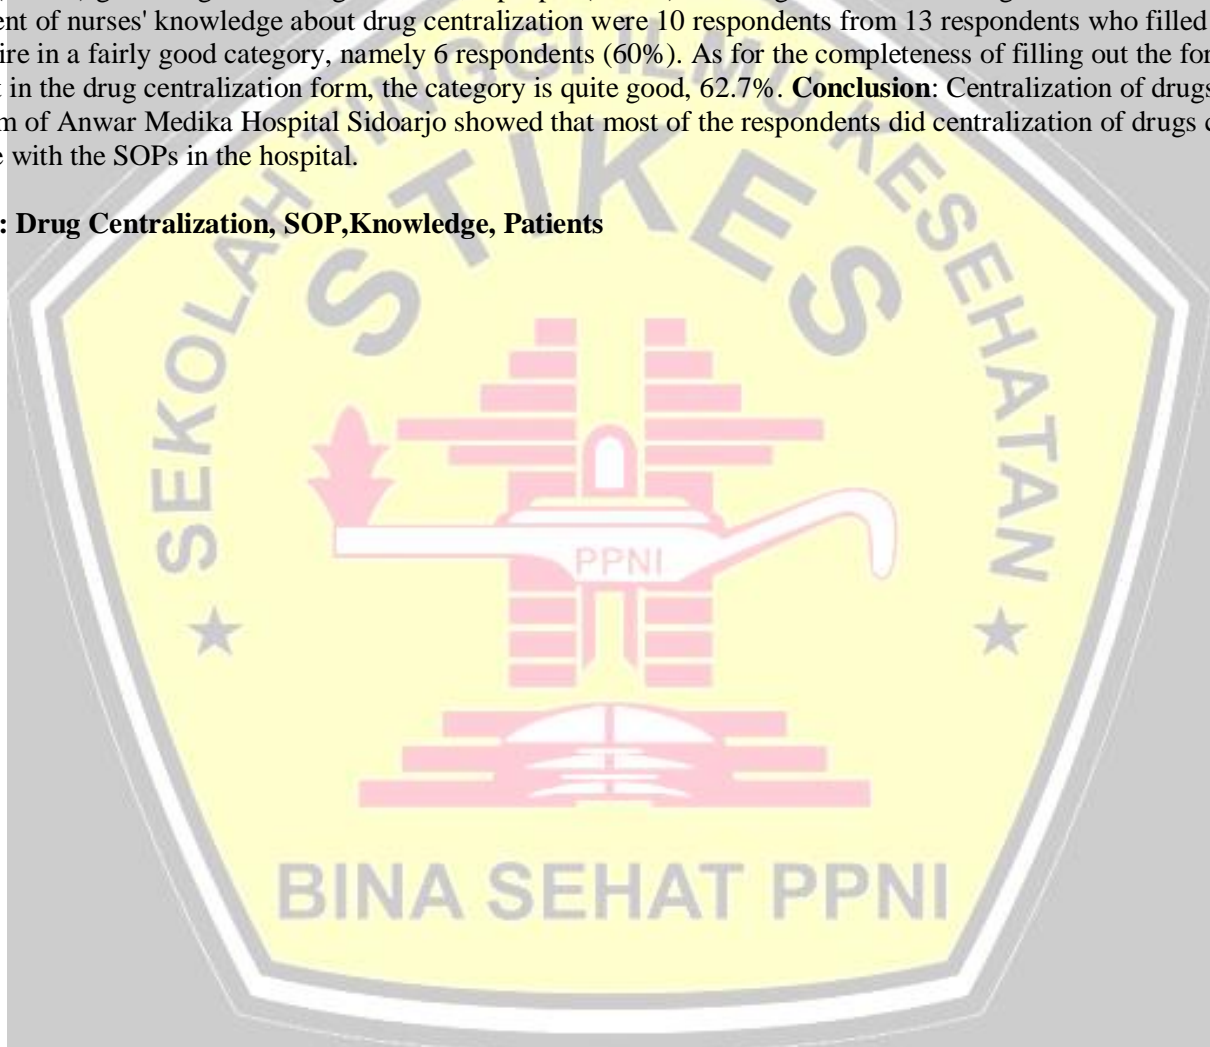 ent of nurses' knowledge about drug centralization were 10 respondents from 13 respondents who filled
ire in a fairly good category, namely 6 respondents (60%). As for the completeness of filling out the for
t in the drug centralization form, the category is quite good, 62.7%. Conclusion: Centralization of drugs
m of Anwar Medika Hospital Sidoarjo showed that most of the respondents did centralization of drugs c
e with the SOPs in the hospital.
: Drug Centralization, SOP,Knowledge, Patients
SEKOLAH TINGGI ILMU KESEHATAN
STIKES
PPNI
BINA SEHAT PPNI